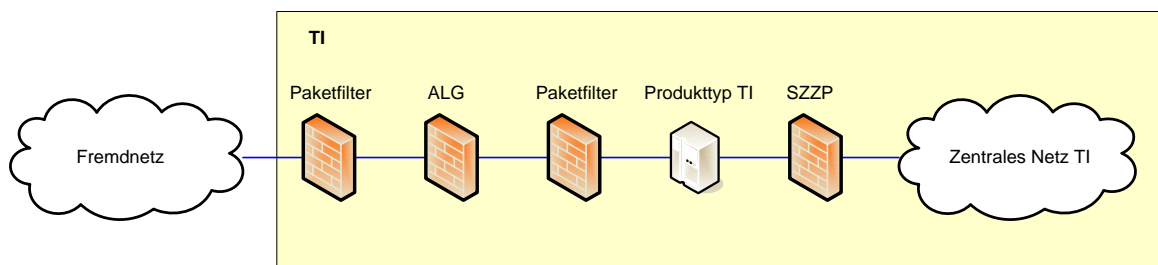 TI
Paketfilter
ALG
Paketfilter
Produkttyp TI
SZZP
Fremdnetz
Zentrales Netz TI